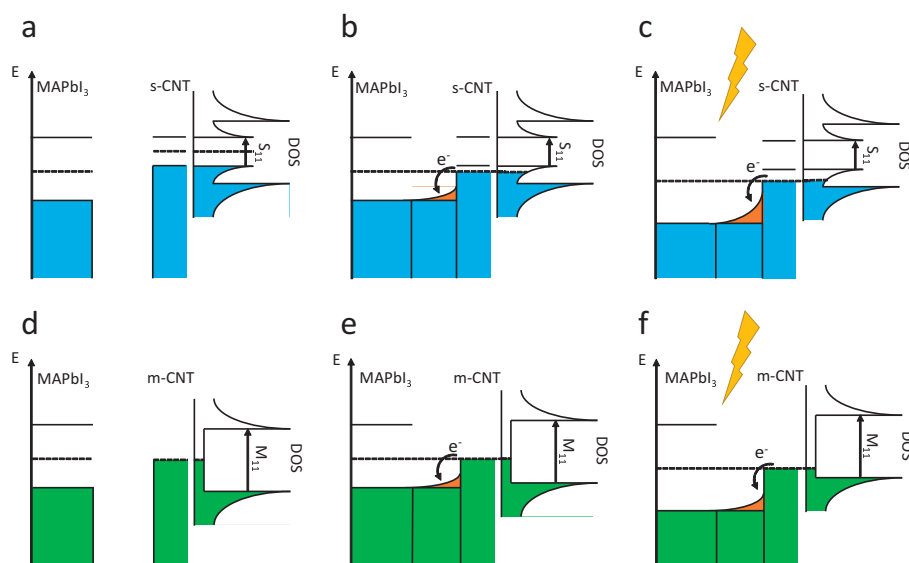 a
E
MAPbI₃
s-CNT
S₁₁
DOS
b
E
MAPbI₃
s-CNT
e⁻
S₁₁
DOS
c
E
MAPbI₃
s-CNT
e⁻
S₁₁
DOS
d
E
MAPbI₃
m-CNT
M₁₁
DOS
e
E
MAPbI₃
m-CNT
e⁻
M₁₁
DOS
f
E
MAPbI₃
m-CNT
e⁻
M₁₁
DOS